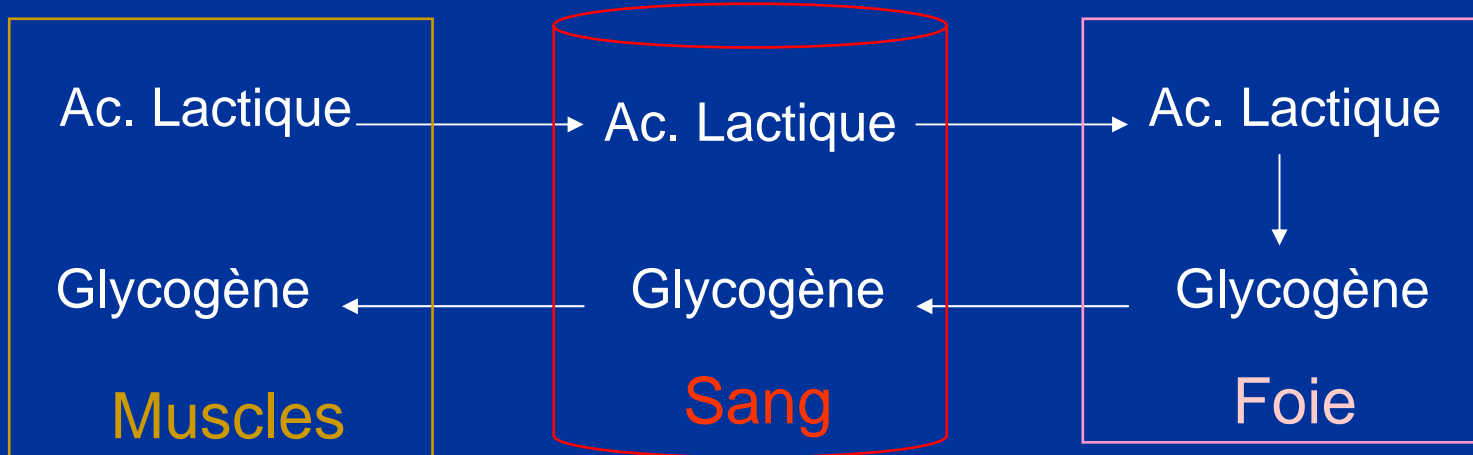 Ac. Lactique
Ac. Lactique
Ac. Lactique
Glycogène
Glycogène
Glycogène
Muscles
Sang
Foie